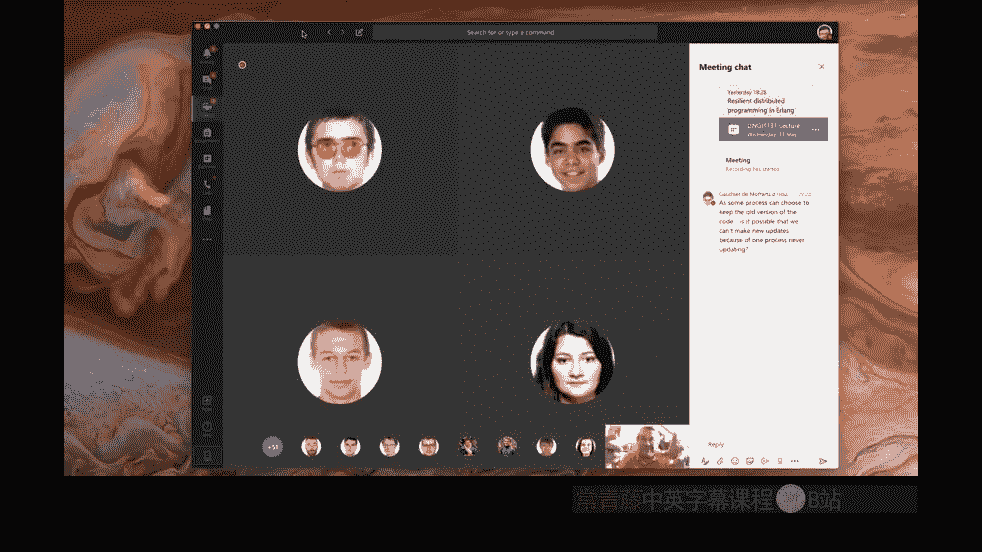 Search for or type a command
Meeting chat
Yesterday 18:28
Resilient distributed
programming in Erlang
Lecture
Meeting
Recording has started
As some process can choose to
keep the old version of the
code is it possible that we
can't make new updates
because of one process never
updating?
+51
Reply
中英字幕课程
B站